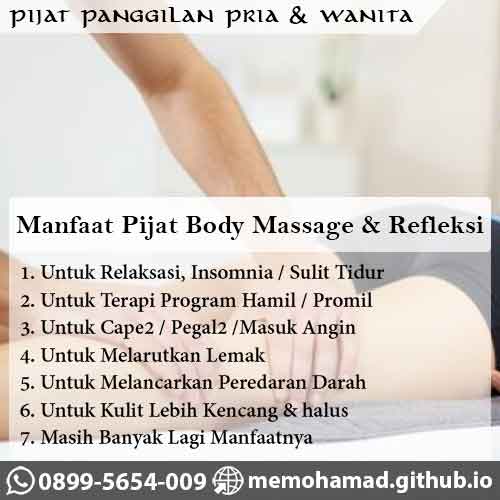 Pijat Panggilan Pria & Wanita
Manfaat Pijat Body Massage & Refleksi
1. Untuk Relaksasi, Insomnia / Sulit Tidur
2. Untuk Terapi Program Hamil / Promil
3. Untuk Cape2 / Pegal2 /Masuk Angin
4. Untuk Melarutkan Lemak
5. Untuk Melancarkan Peredaran Darah
6. Untuk Kulit Lebih Kencang & halus
7. Masih Banyak Lagi Manfaatnya
0899-5654-009 memohamad.github.io